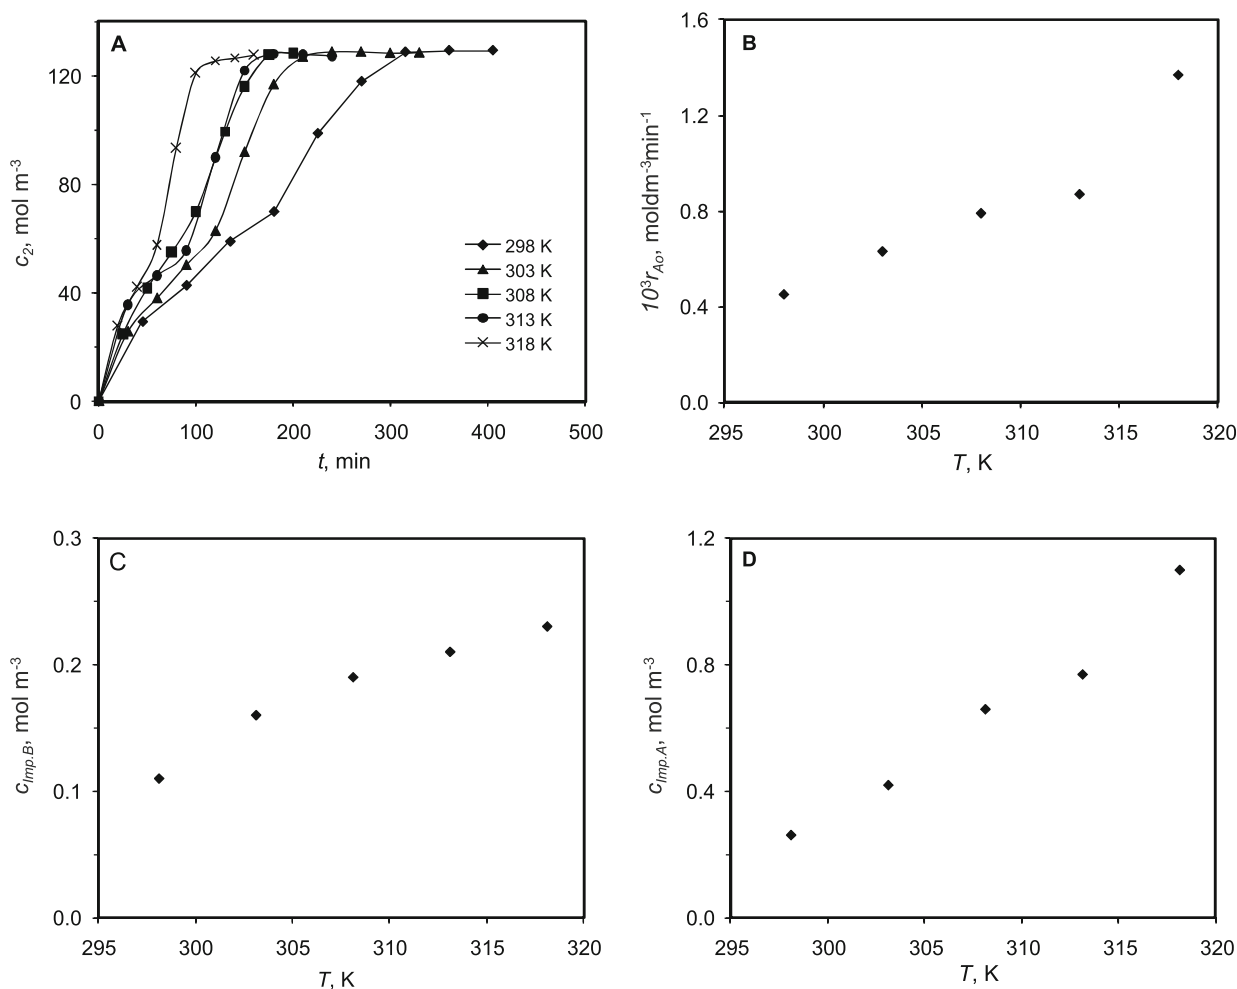 A
120
80
40
0
c2, mol m-3
298 K
303 K
308 K
313 K
318 K
0 100 200 300 400 500
t, min
B
1.6
1.2
0.8
0.4
0.0
10³rAo, moldm-3min-1
295 300 305 310 315 320
T, K
C
0.3
0.2
0.1
0.0
cImp.B, mol m-3
295 300 305 310 315 320
T, K
D
1.2
0.8
0.4
0.0
cImp.A, mol m-3
295 300 305 310 315 320
T, K